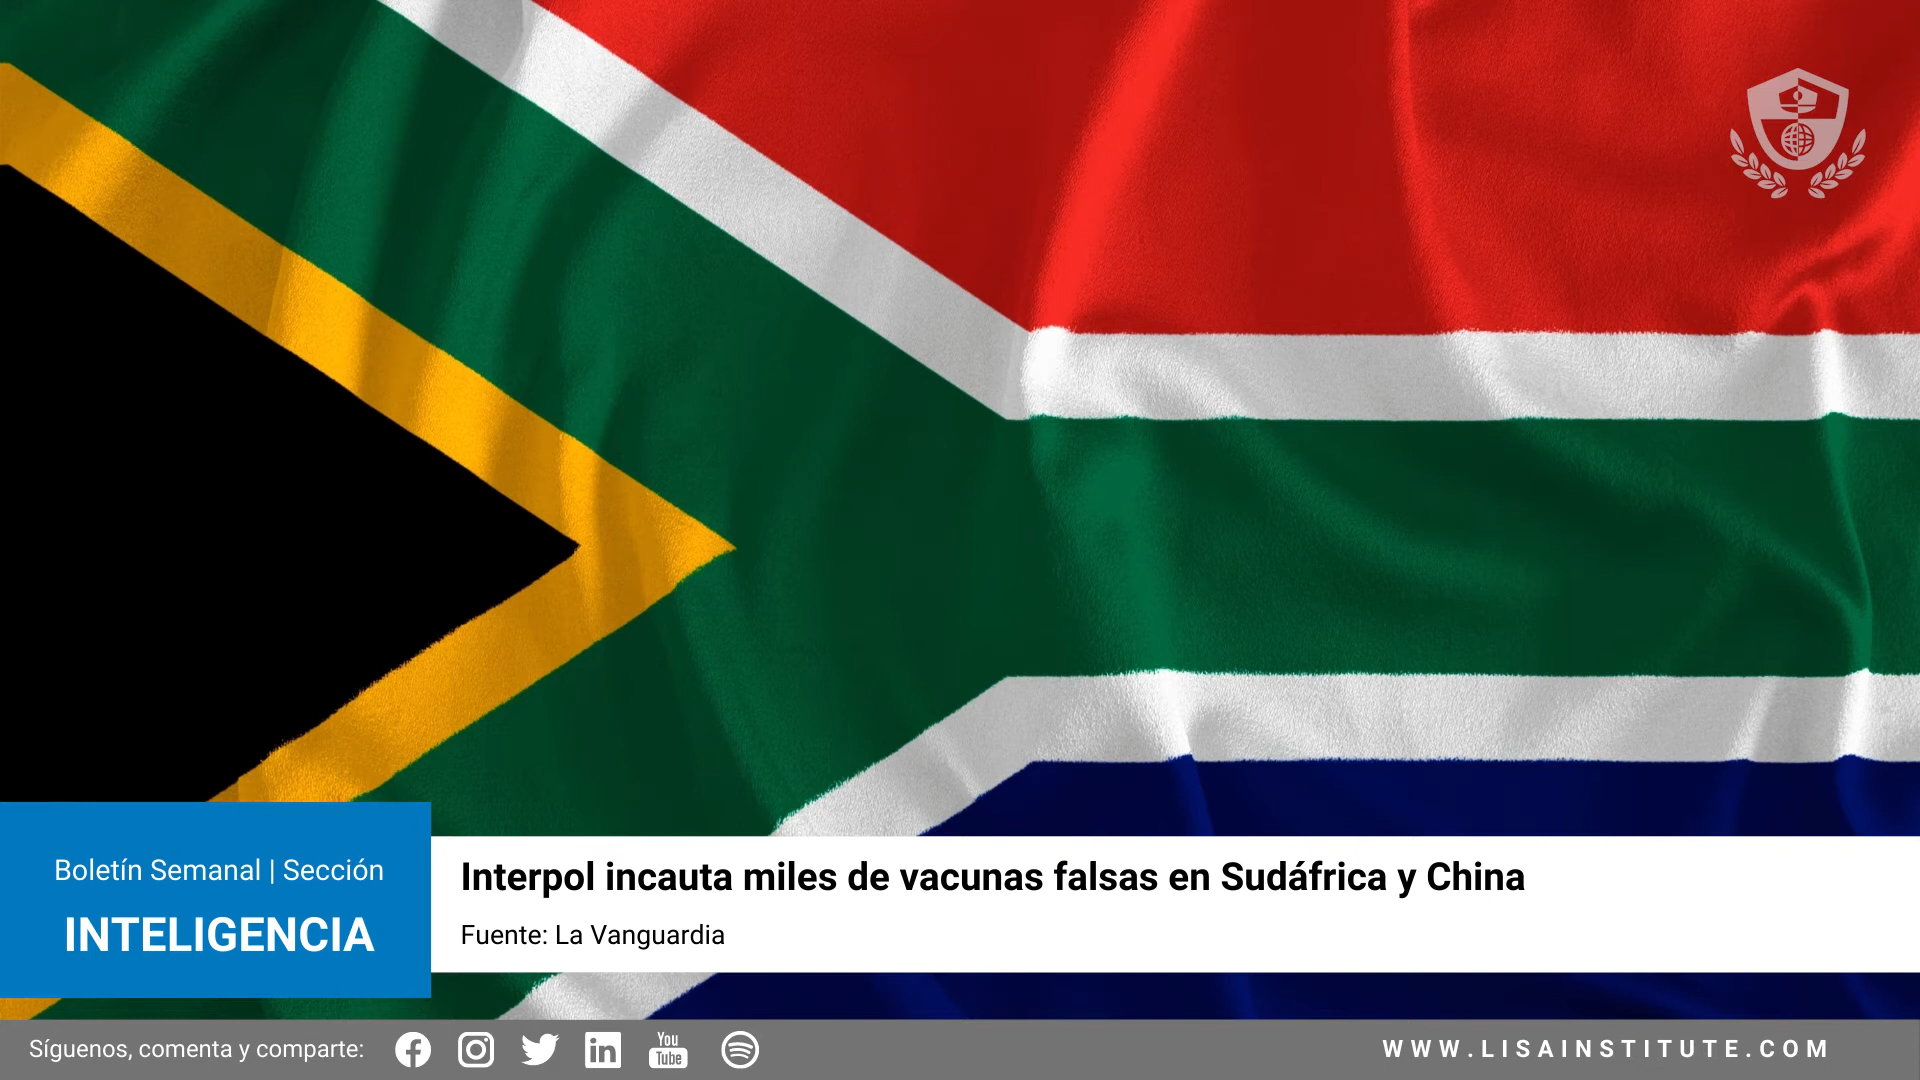 Boletín Semanal | Sección
INTELIGENCIA
Interpol incauta miles de vacunas falsas en Sudáfrica y China
Fuente: La Vanguardia
Síguenos, comenta y comparte:
You
Tube
WWW.LISAINSTITUTE.COM